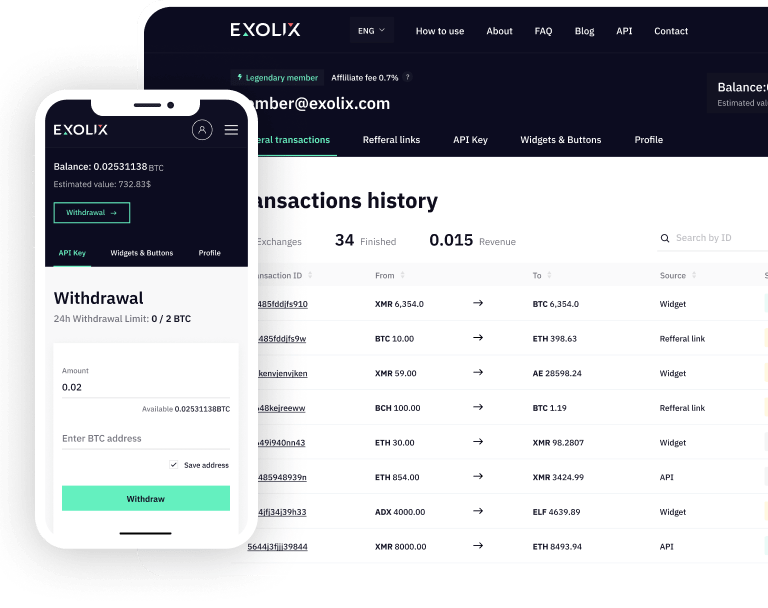 EXOLIX
ENG
How to use
About
FAQ
Blog
API
Contact
Legendary member
Affliliate fee 0.7% ?
mber@exolix.com
Balance:
Estimated
eral transactions
Refferal links
API Key
Widgets & Buttons
Profile
ansactions history
Exchanges
34 Finished
0.015 Revenue
Search by ID
ansaction ID
From
To
Source
485fddjfs910
XMR 6,354.0
→
BTC 6,354.0
Widget
485fddjfs9w
BTC 10.00
→
ETH 398.63
Refferal link
kenvjenvjken
XMR 59.00
→
AE 28598.24
Widget
648kejreeww
BCH 100.00
→
BTC 1.19
Refferal link
649i940nn43
ETH 30.00
→
XMR 98.2807
Widget
485948939n
ETH 854.00
→
XMR 3424.99
API
4jfj34j39h33
ADX 4000.00
→
ELF 4639.89
Widget
5644j3fjjj39844
XMR 8000.00
→
ETH 8493.94
API
EXOLIX
Balance: 0.02531138 BTC
Estimated value: 732.83$
Withdrawal →
API Key
Widgets & Buttons
Profile
Withdrawal
24h Withdrawal Limit: 0 / 2 BTC
Amount
0.02
Available 0.02531138BTC
Enter BTC address
Save address
Withdraw